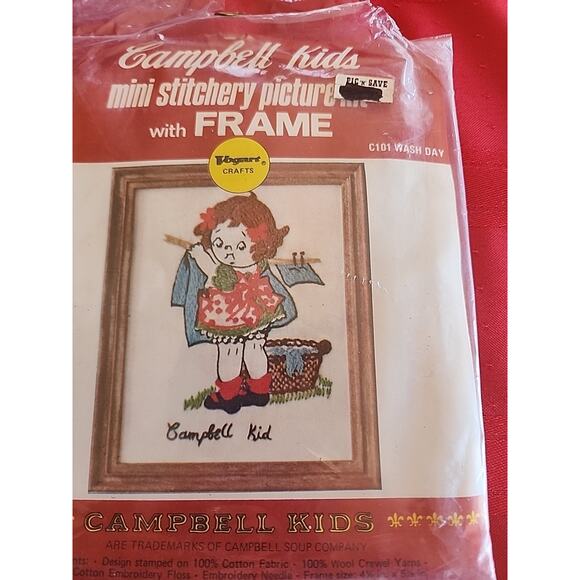 Campbell Kids
mini stitchery picture
PIC 'N' SAVE
with FRAME
C101 WASH DAY
Vogart®
CRAFTS
Campbell Kid
CAMPBELL KIDS
ARE TRADEMARKS OF CAMPBELL SOUP COMPANY
Design stamped on 100% Cotton Fabric • 100% Wool Crewel Yarns •
Cotton Embroidery Floss • Embroidery Needle • Frame size: